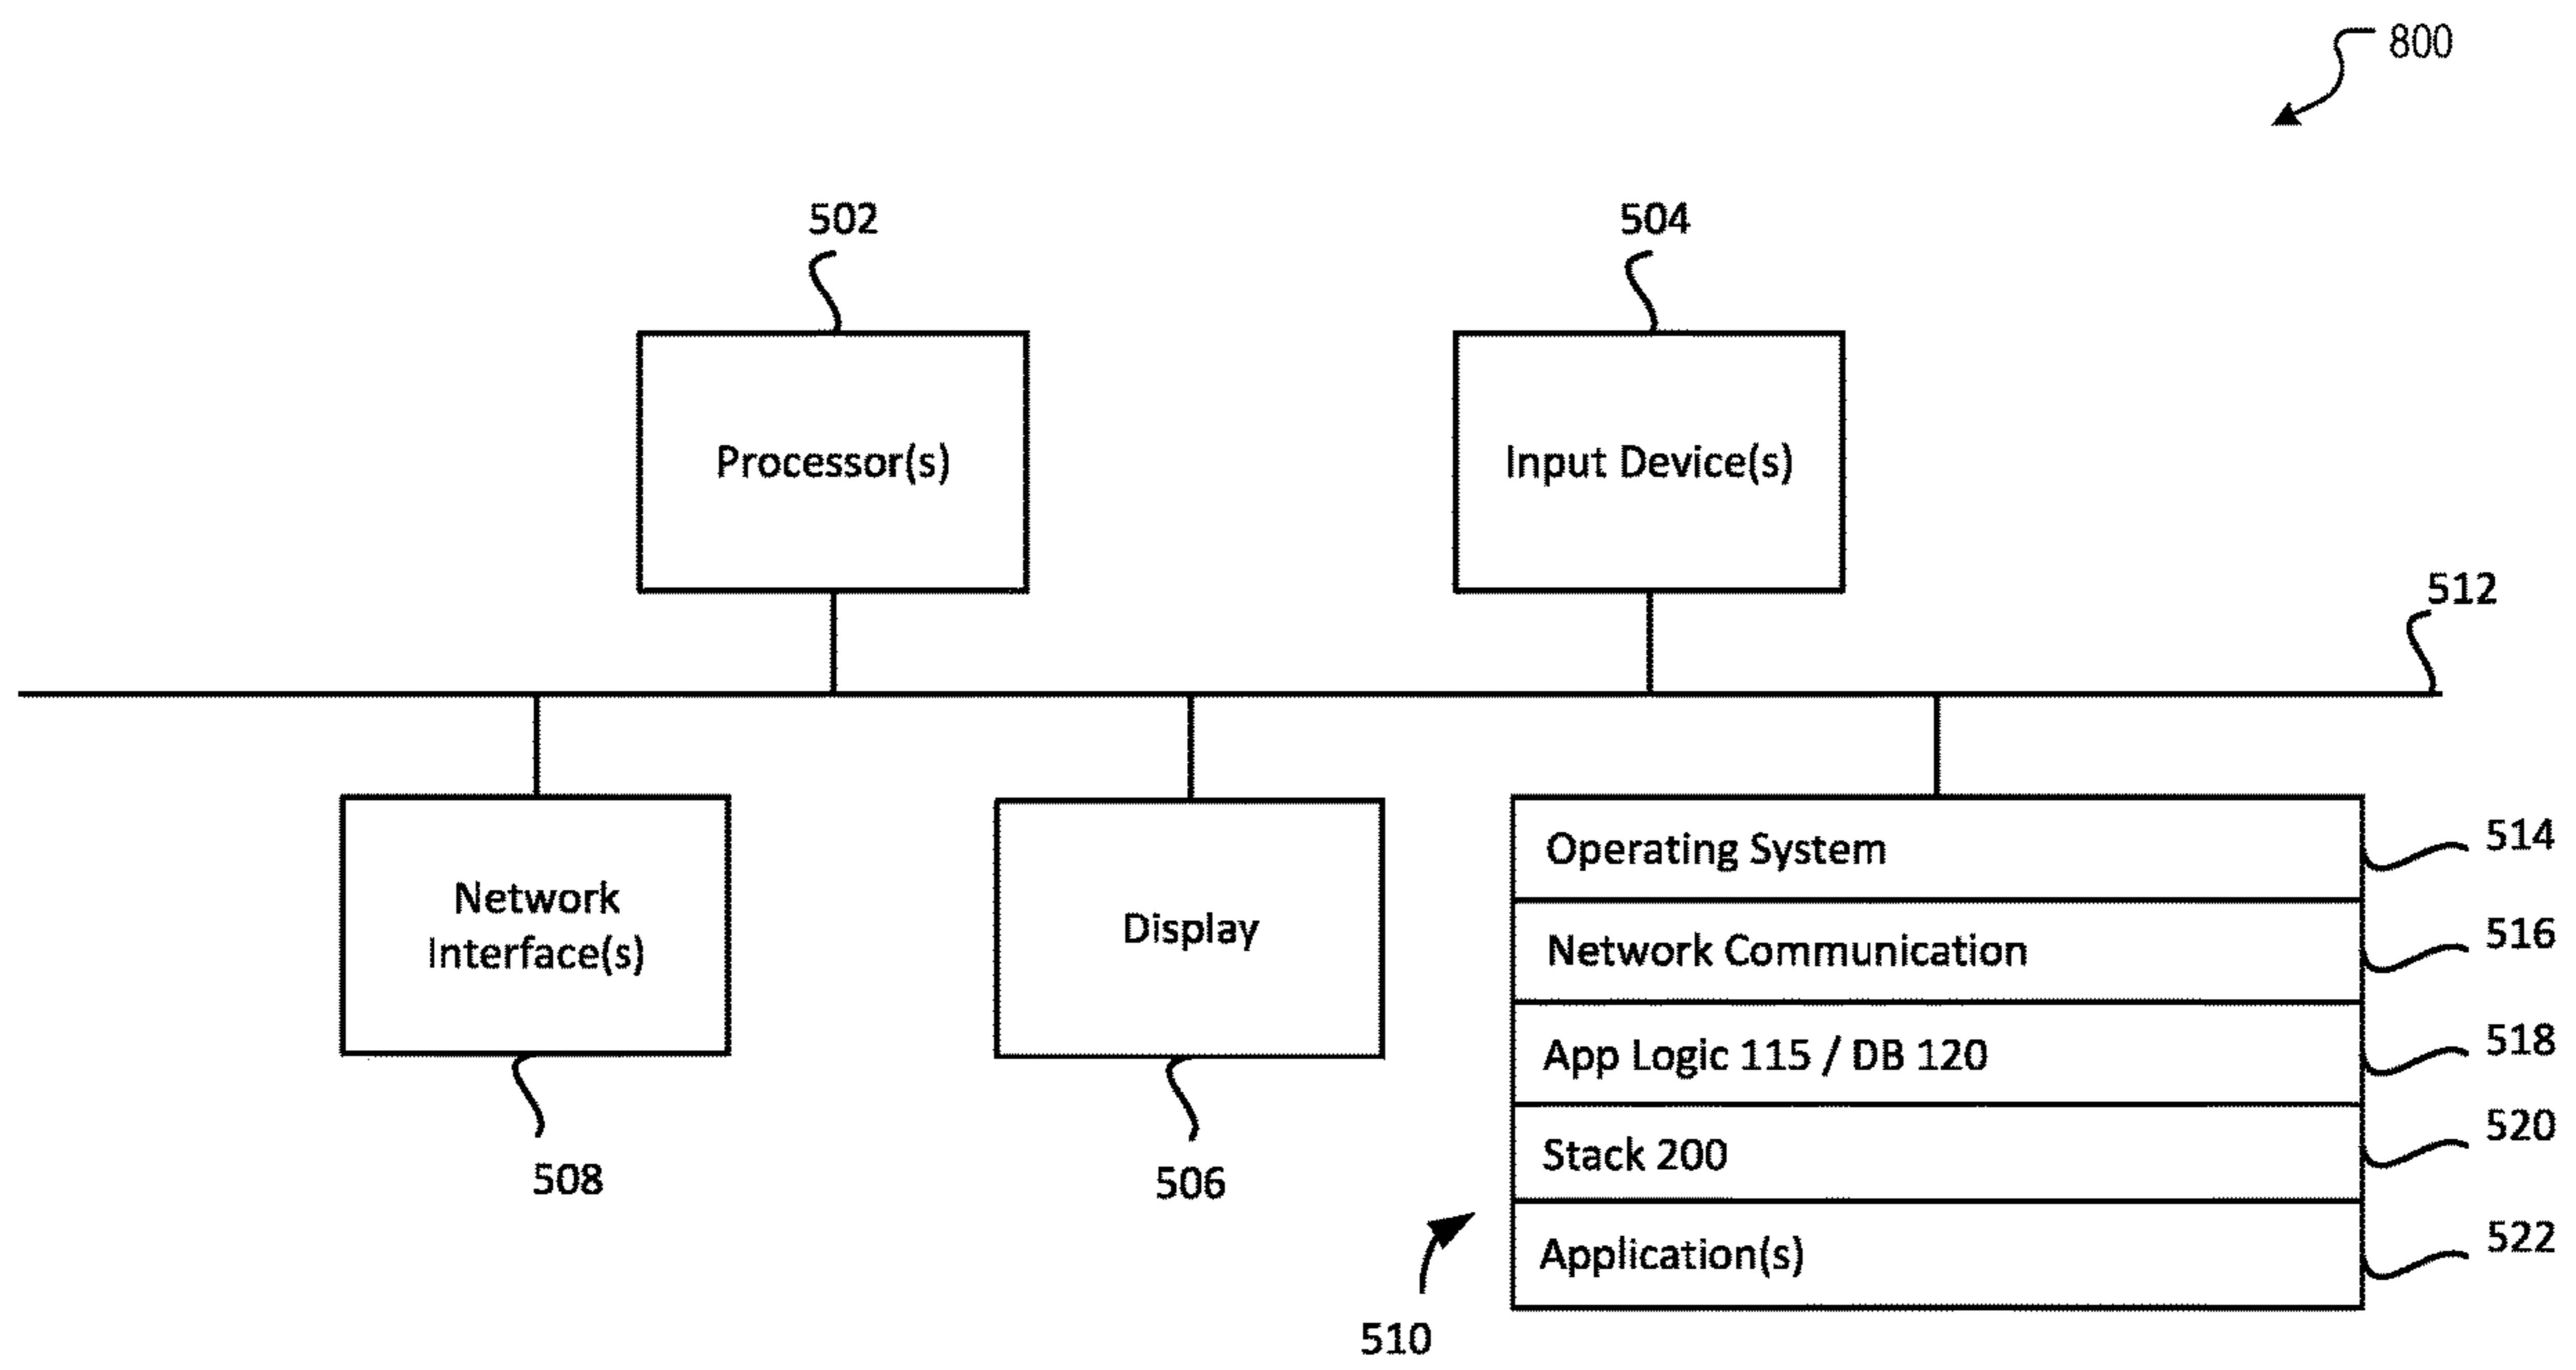 800
502
504
Processor(s)
Input Device(s)
512
Network
Interface(s)
508
Display
506
Operating System
514
Network Communication
516
App Logic 115 / DB 120
518
Stack 200
520
Application(s)
522
510